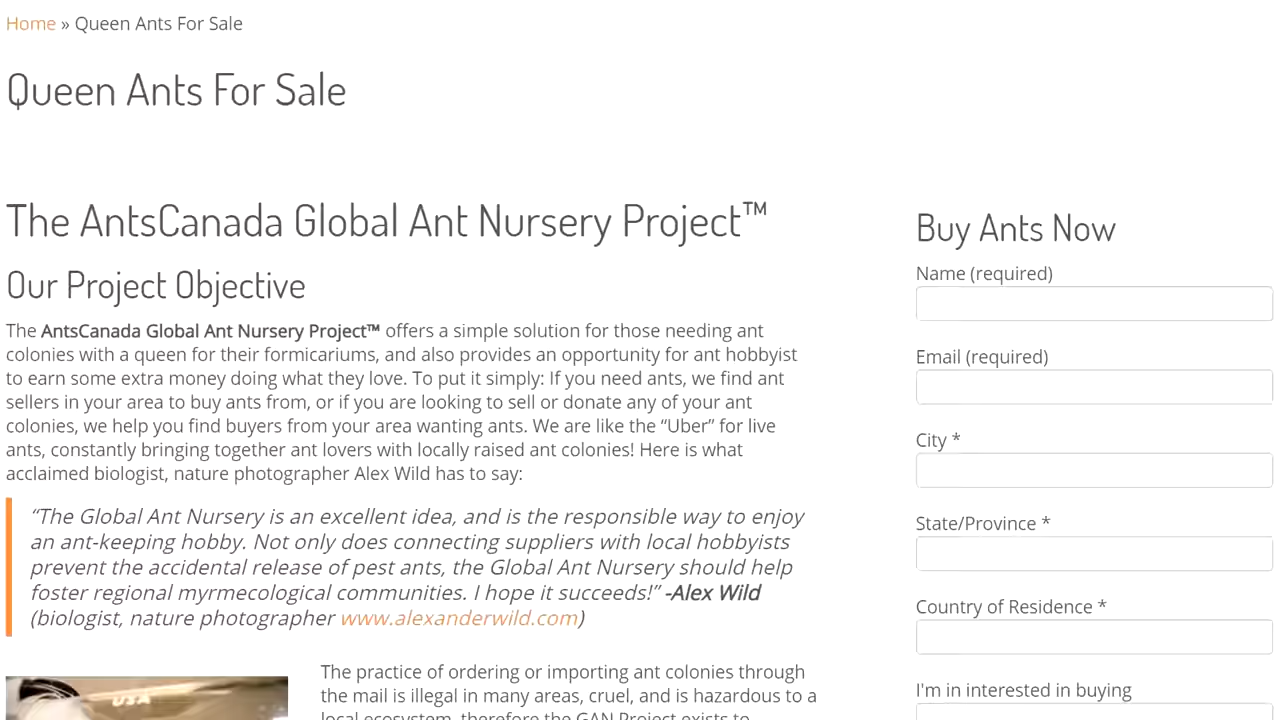 Home » Queen Ants For Sale
Queen Ants For Sale
The AntsCanada Global Ant Nursery Project™
Our Project Objective
The AntsCanada Global Ant Nursery Project™ offers a simple solution for those needing ant
colonies with a queen for their formicariums, and also provides an opportunity for ant hobbyist
to earn some extra money doing what they love. To put it simply: If you need ants, we find ant
sellers in your area to buy ants from, or if you are looking to sell or donate any of your ant
colonies, we help you find buyers from your area wanting ants. We are like the “Uber” for live
ants, constantly bringing together ant lovers with locally raised ant colonies! Here is what
acclaimed biologist, nature photographer Alex Wild has to say:
“The Global Ant Nursery is an excellent idea, and is the responsible way to enjoy
an ant-keeping hobby. Not only does connecting suppliers with local hobbyists
prevent the accidental release of pest ants, the Global Ant Nursery should help
foster regional myrmecological communities. I hope it succeeds!” -Alex Wild
(biologist, nature photographer www.alexanderwild.com)
USA
The practice of ordering or importing ant colonies through
the mail is illegal in many areas, cruel, and is hazardous to a
local ecosystem, therefore the GAN Project exists to
Buy Ants Now
Name (required)
Email (required)
City *
State/Province *
Country of Residence *
I'm in interested in buying